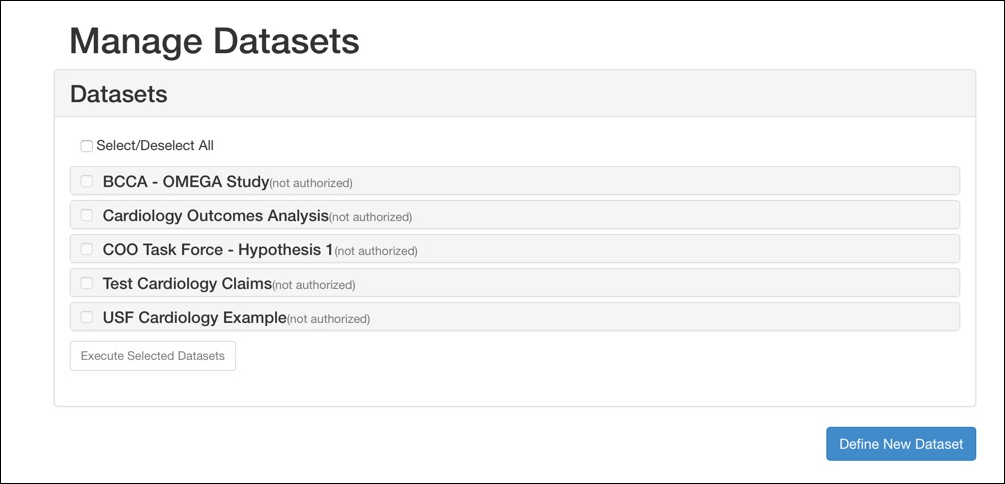 Manage Datasets
Datasets
Select/Deselect All
BCCA - OMEGA Study(not authorized)
Cardiology Outcomes Analysis(not authorized)
COO Task Force - Hypothesis 1(not authorized)
Test Cardiology Claims(not authorized)
USF Cardiology Example(not authorized)
Execute Selected Datasets
Define New Dataset